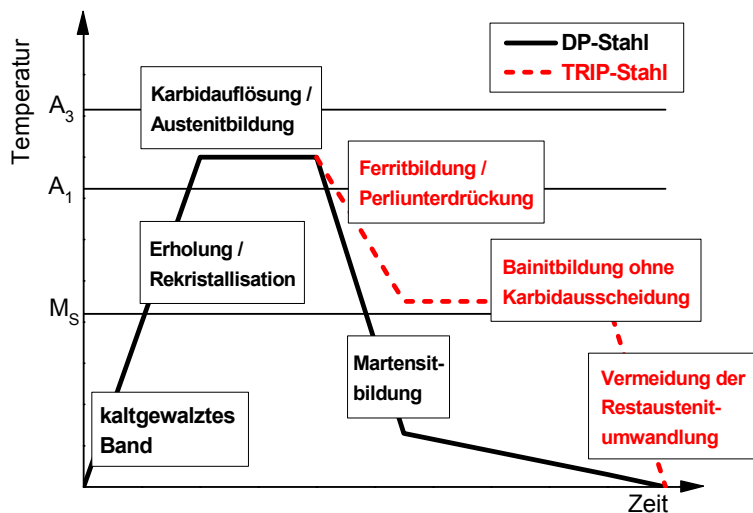 Temperatur
DP-Stahl
TRIP-Stahl
A3
Karbidauflösung /
Austenitbildung
A1
Ferritbildung /
Perliunterdrückung
Erholung /
Rekristallisation
Bainitbildung ohne
Karbidausscheidung
MS
Martensit-
bildung
Vermeidung der
Restaustenit-
umwandlung
kaltgewalztes
Band
Zeit